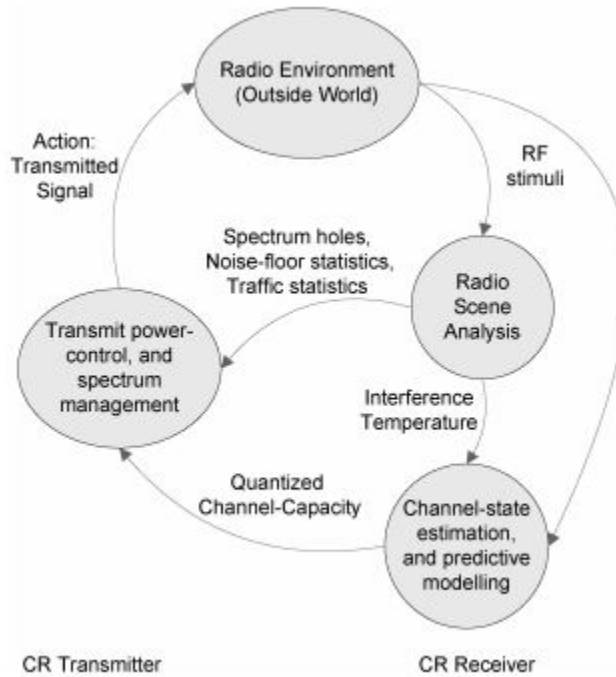 Radio Environment
(Outside World)
Action:
Transmitted
Signal
RF
stimuli
Spectrum holes,
Noise-floor statistics,
Traffic statistics
Radio
Scene
Analysis
Transmit power-
control, and
spectrum
management
Interference
Temperature
Quantized
Channel-Capacity
Channel-state
estimation,
and predictive
modelling
CR Transmitter
CR Receiver